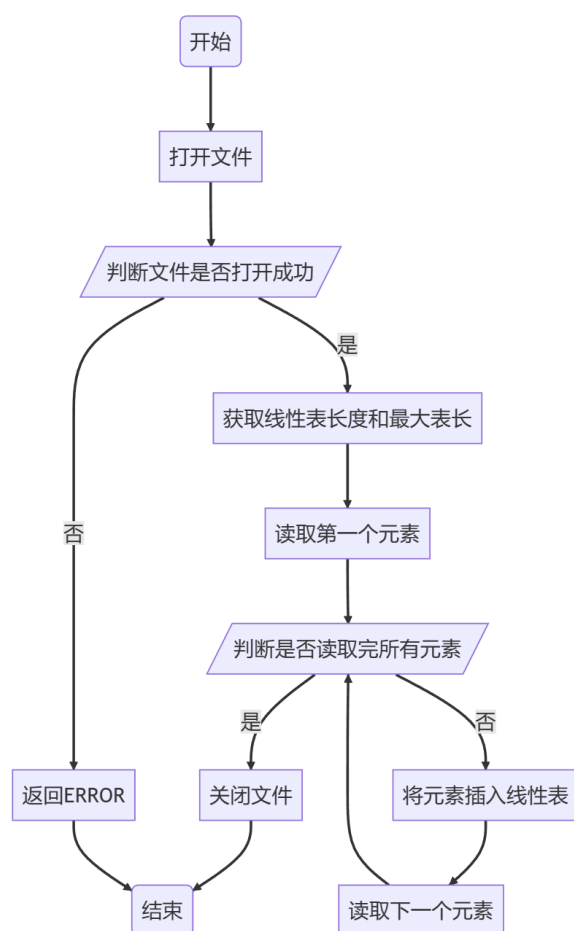 开始
打开文件
判断文件是否打开成功
是
获取线性表长度和最大表长
否
读取第一个元素
判断是否读取完所有元素
是
否
返回ERROR
关闭文件
将元素插入线性表
结束
读取下一个元素